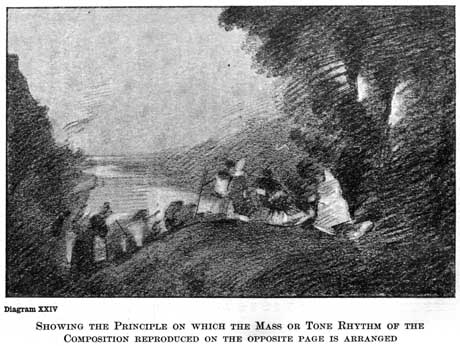 Diagram XXIV
Showing the Principle on which the Mass or Tone Rhythm of the
Composition reproduced on the opposite page is arranged